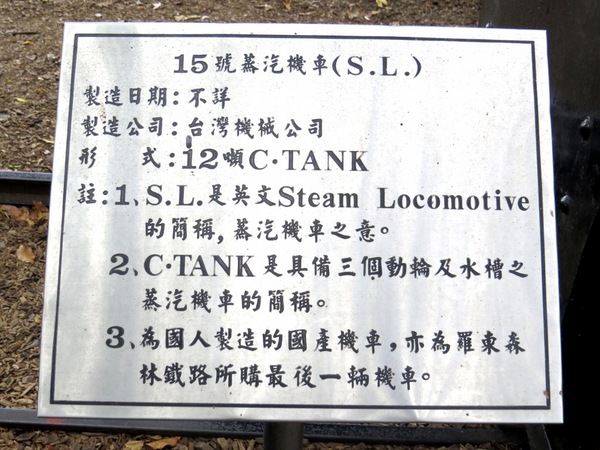 15號蒸汽機車(S.L.)
製造日期:不詳
製造公司:台灣機械公司
形 式:12噸C·TANK
註:1、S.L.是英文Steam Locomotive
的簡稱,蒸汽機車之意。
2、C·TANK是具備三個動輪及水槽之
蒸汽機車的簡稱。
3、為國人製造的國產機車,亦為羅東森
林鐵路所購最後一輛機車。